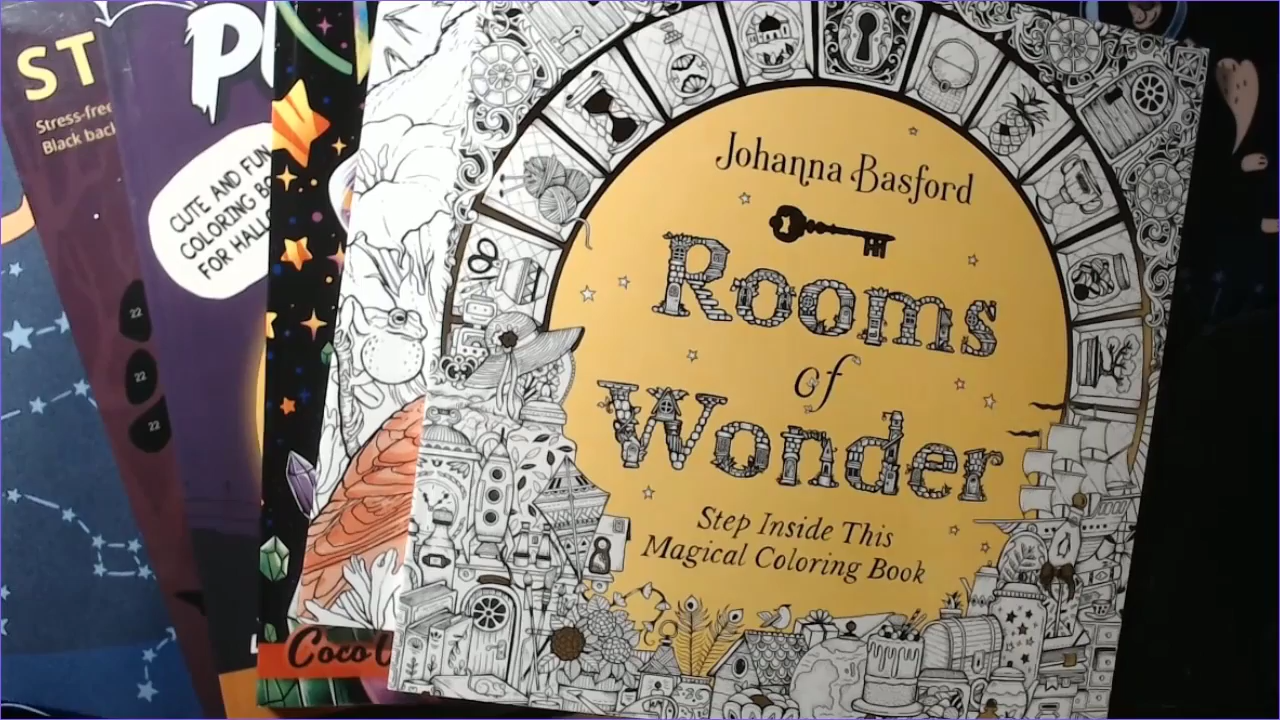 ST
Stress-free
Black back
P
CUTE AND FUN
COLORING
FOR HALL
22
22
22
Coco
Johanna Basford
Rooms
of
Wonder
Step Inside This
Magical Coloring Book